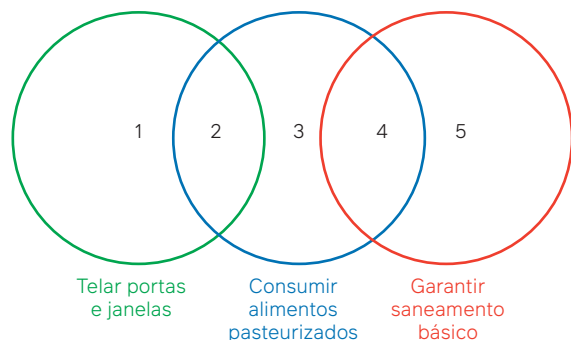 1 2 3 4 5
Telar portas
e janelas
Consumir
alimentos
pasteurizados
Garantir
saneamento
básico